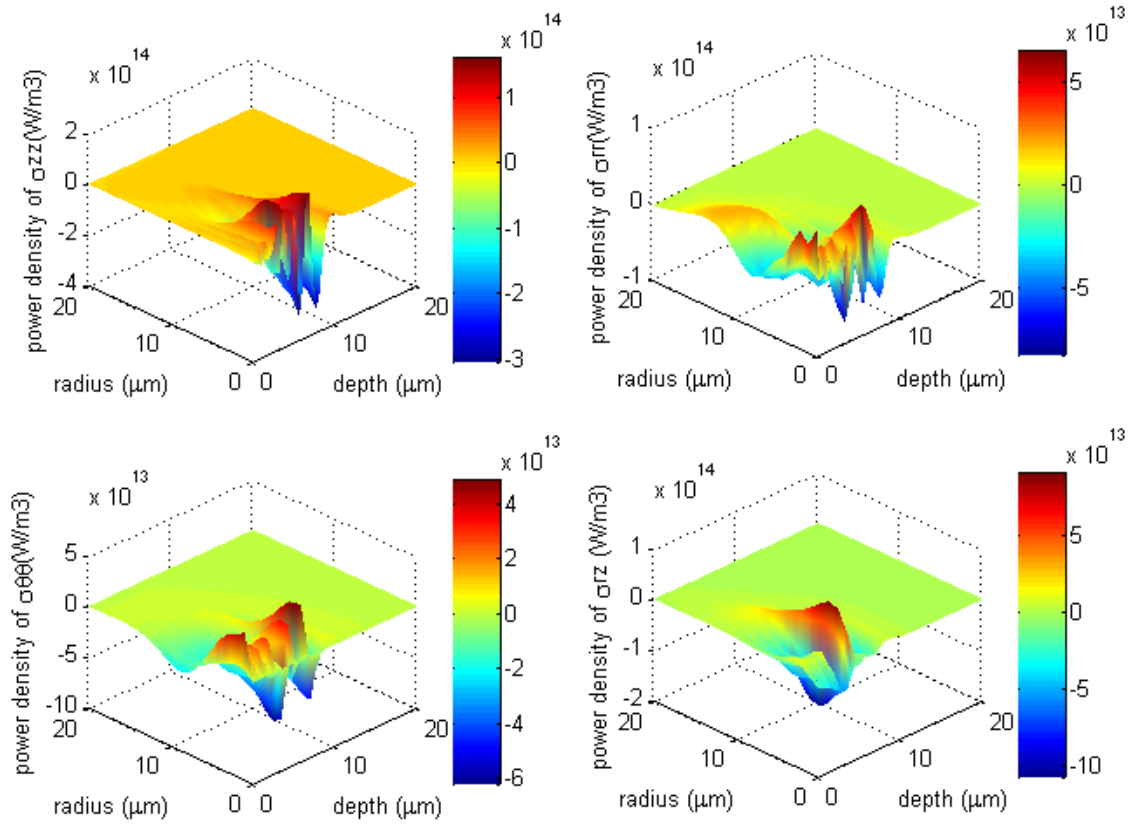 x 10^14
x 10^14
power density of σzz(W/m3)
2
0
-2
-4
20
10
0
0
10
20
radius (μm)
depth (μm)
1
0
-1
-2
-3
x 10^14
x 10^13
power density of σrr(W/m3)
1
0
-1
20
10
0
0
10
20
radius (μm)
depth (μm)
5
0
-5
x 10^13
x 10^13
power density of σθθ(W/m3)
5
0
-5
-10
20
10
0
0
10
20
radius (μm)
depth (μm)
4
2
0
-2
-4
-6
x 10^14
x 10^13
power density of σrz (W/m3)
1
0
-1
-2
20
10
0
0
10
20
radius (μm)
depth (μm)
5
0
-5
-10